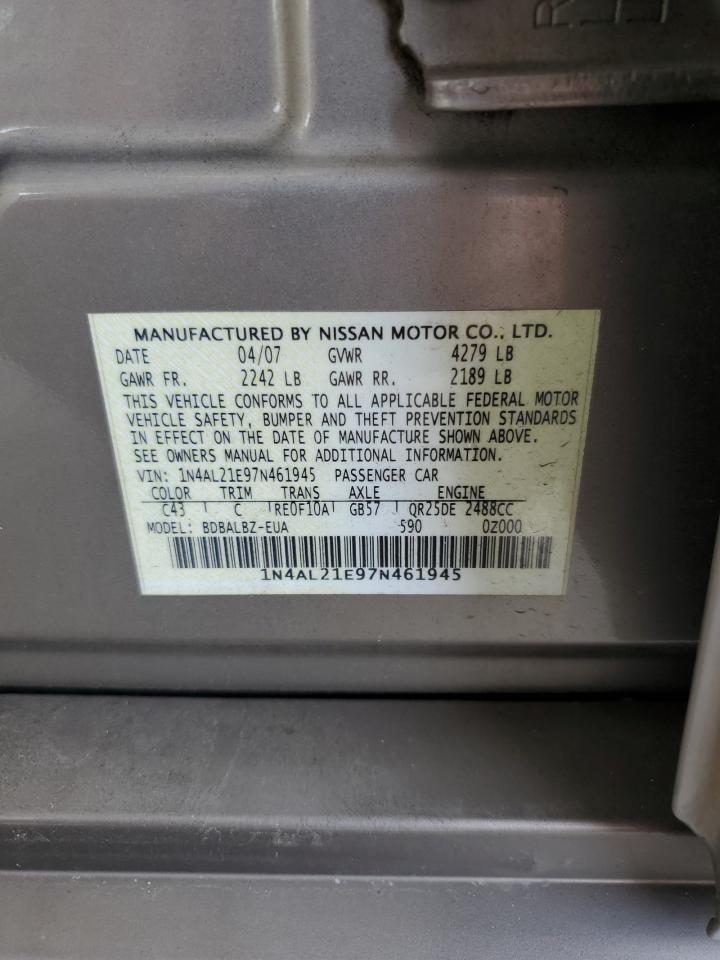 MANUFACTURED BY NISSAN MOTOR CO., LTD.
DATE 04/07 GVWR 4279 LB
GAWR FR. 2242 LB GAWR RR. 2189 LB
THIS VEHICLE CONFORMS TO ALL APPLICABLE FEDERAL MOTOR
VEHICLE SAFETY, BUMPER AND THEFT PREVENTION STANDARDS
IN EFFECT ON THE DATE OF MANUFACTURE SHOWN ABOVE.
SEE OWNERS MANUAL FOR ADDITIONAL INFORMATION.
VIN: 1N4AL21E97N461945 PASSENGER CAR
COLOR TRIM TRANS AXLE ENGINE
C43 C RE0F10A GB57 QR25DE 2488CC
MODEL: BDBALBZ-EUA 590 0Z000
1N4AL21E97N461945